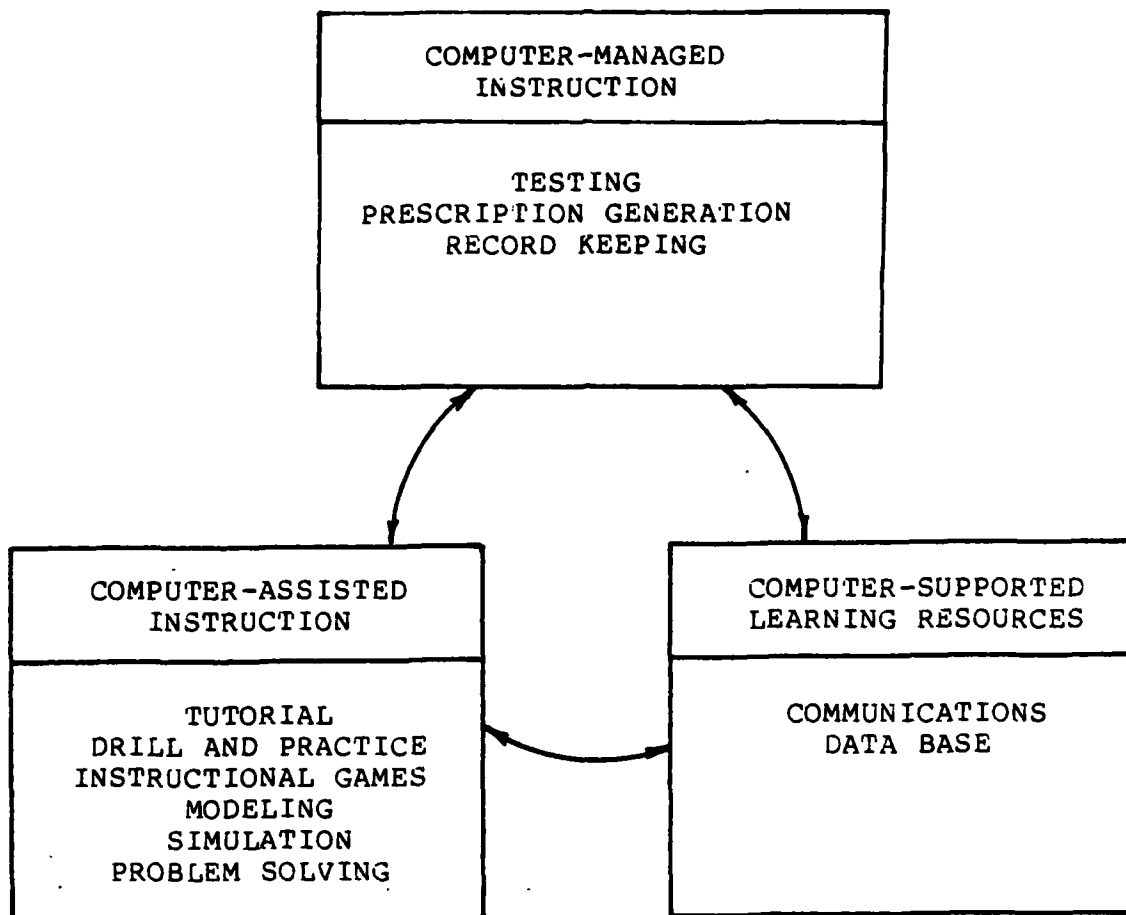 COMPUTER-MANAGED
INSTRUCTION
TESTING
PRESCRIPTION GENERATION
RECORD KEEPING
COMPUTER-ASSISTED
INSTRUCTION
TUTORIAL
DRILL AND PRACTICE
INSTRUCTIONAL GAMES
MODELING
SIMULATION
PROBLEM SOLVING
COMPUTER-SUPPORTED
LEARNING RESOURCES
COMMUNICATIONS
DATA BASE